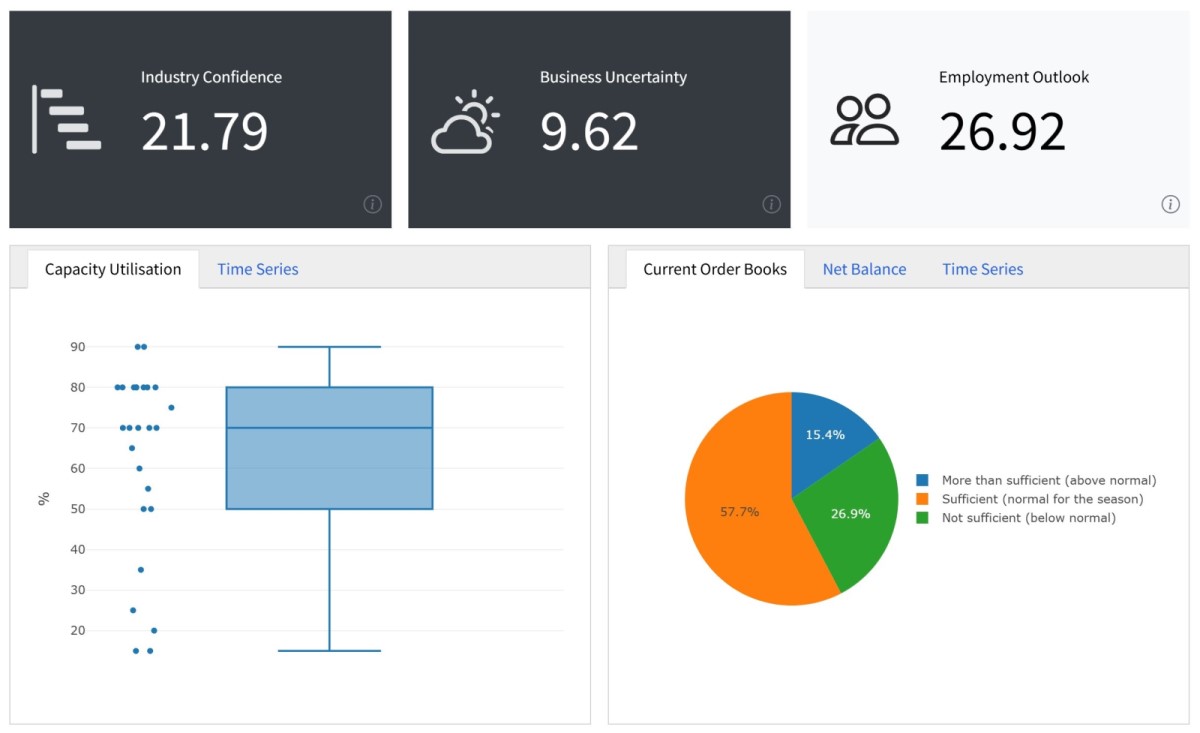 Industry Confidence
21.79
Business Uncertainty
9.62
Employment Outlook
26.92
Capacity Utilisation
Time Series
Current Order Books
Net Balance
Time Series
90
80
70
60
50
40
30
20
%
15.4%
57.7%
26.9%
More than sufficient (above normal)
Sufficient (normal for the season)
Not sufficient (below normal)